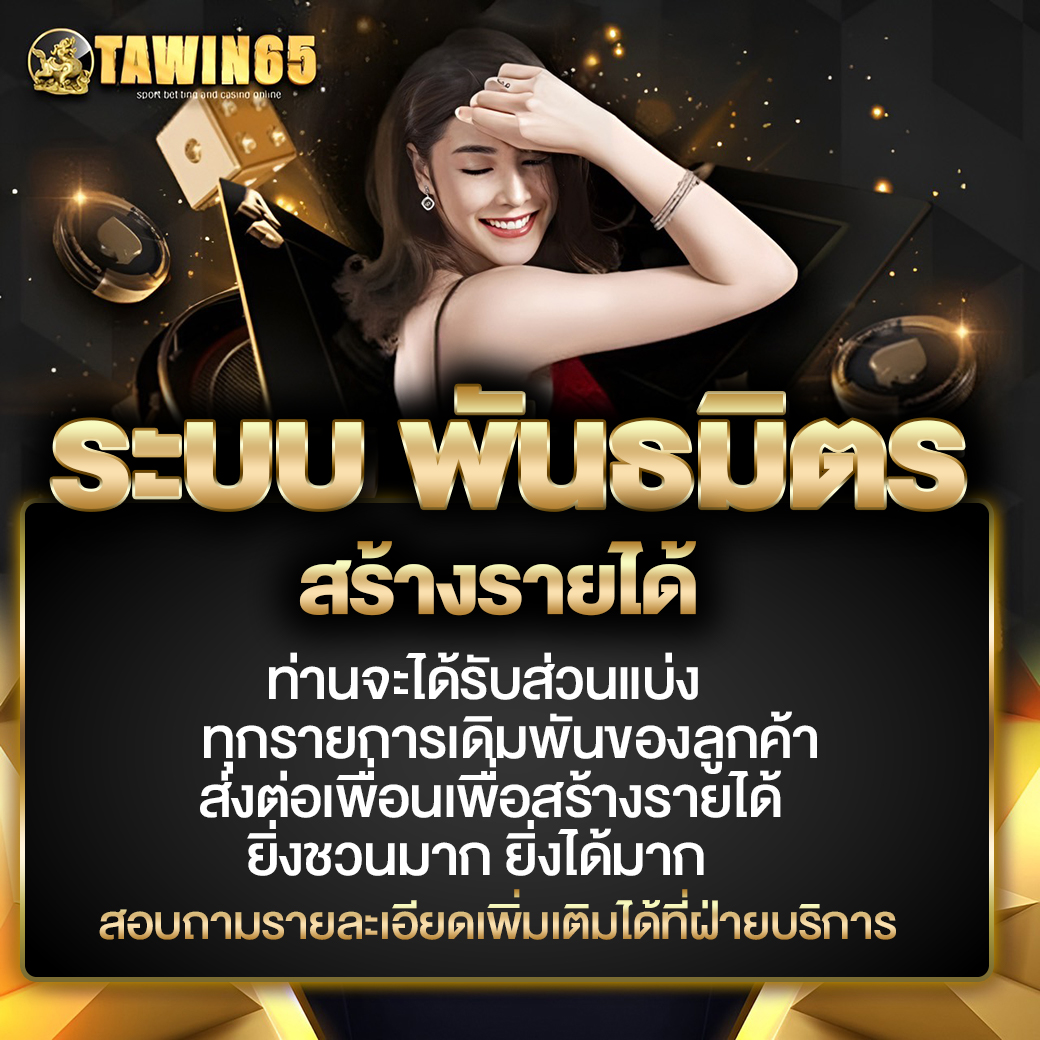 TAWIN65
sport betting and casino online
ระบบ พันธมิตร
สร้างรายได้
ท่านจะได้รับส่วนแบ่ง
ทุกรายการเดิมพันของลูกค้า
ส่งต่อเพื่อนเพื่อสร้างรายได้
ยิ่งชวนมาก ยิ่งได้มาก
สอบถามรายละเอียดเพิ่มเติมได้ที่ฝ่ายบริการ